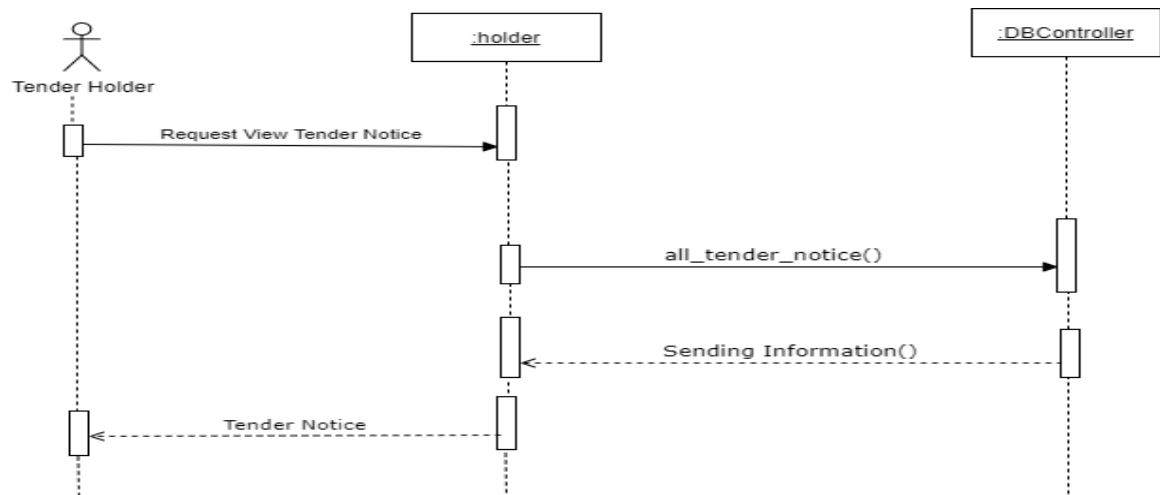 :holder
:DBController
Tender Holder
Request View Tender Notice
all_tender_notice()
Sending Information()
Tender Notice